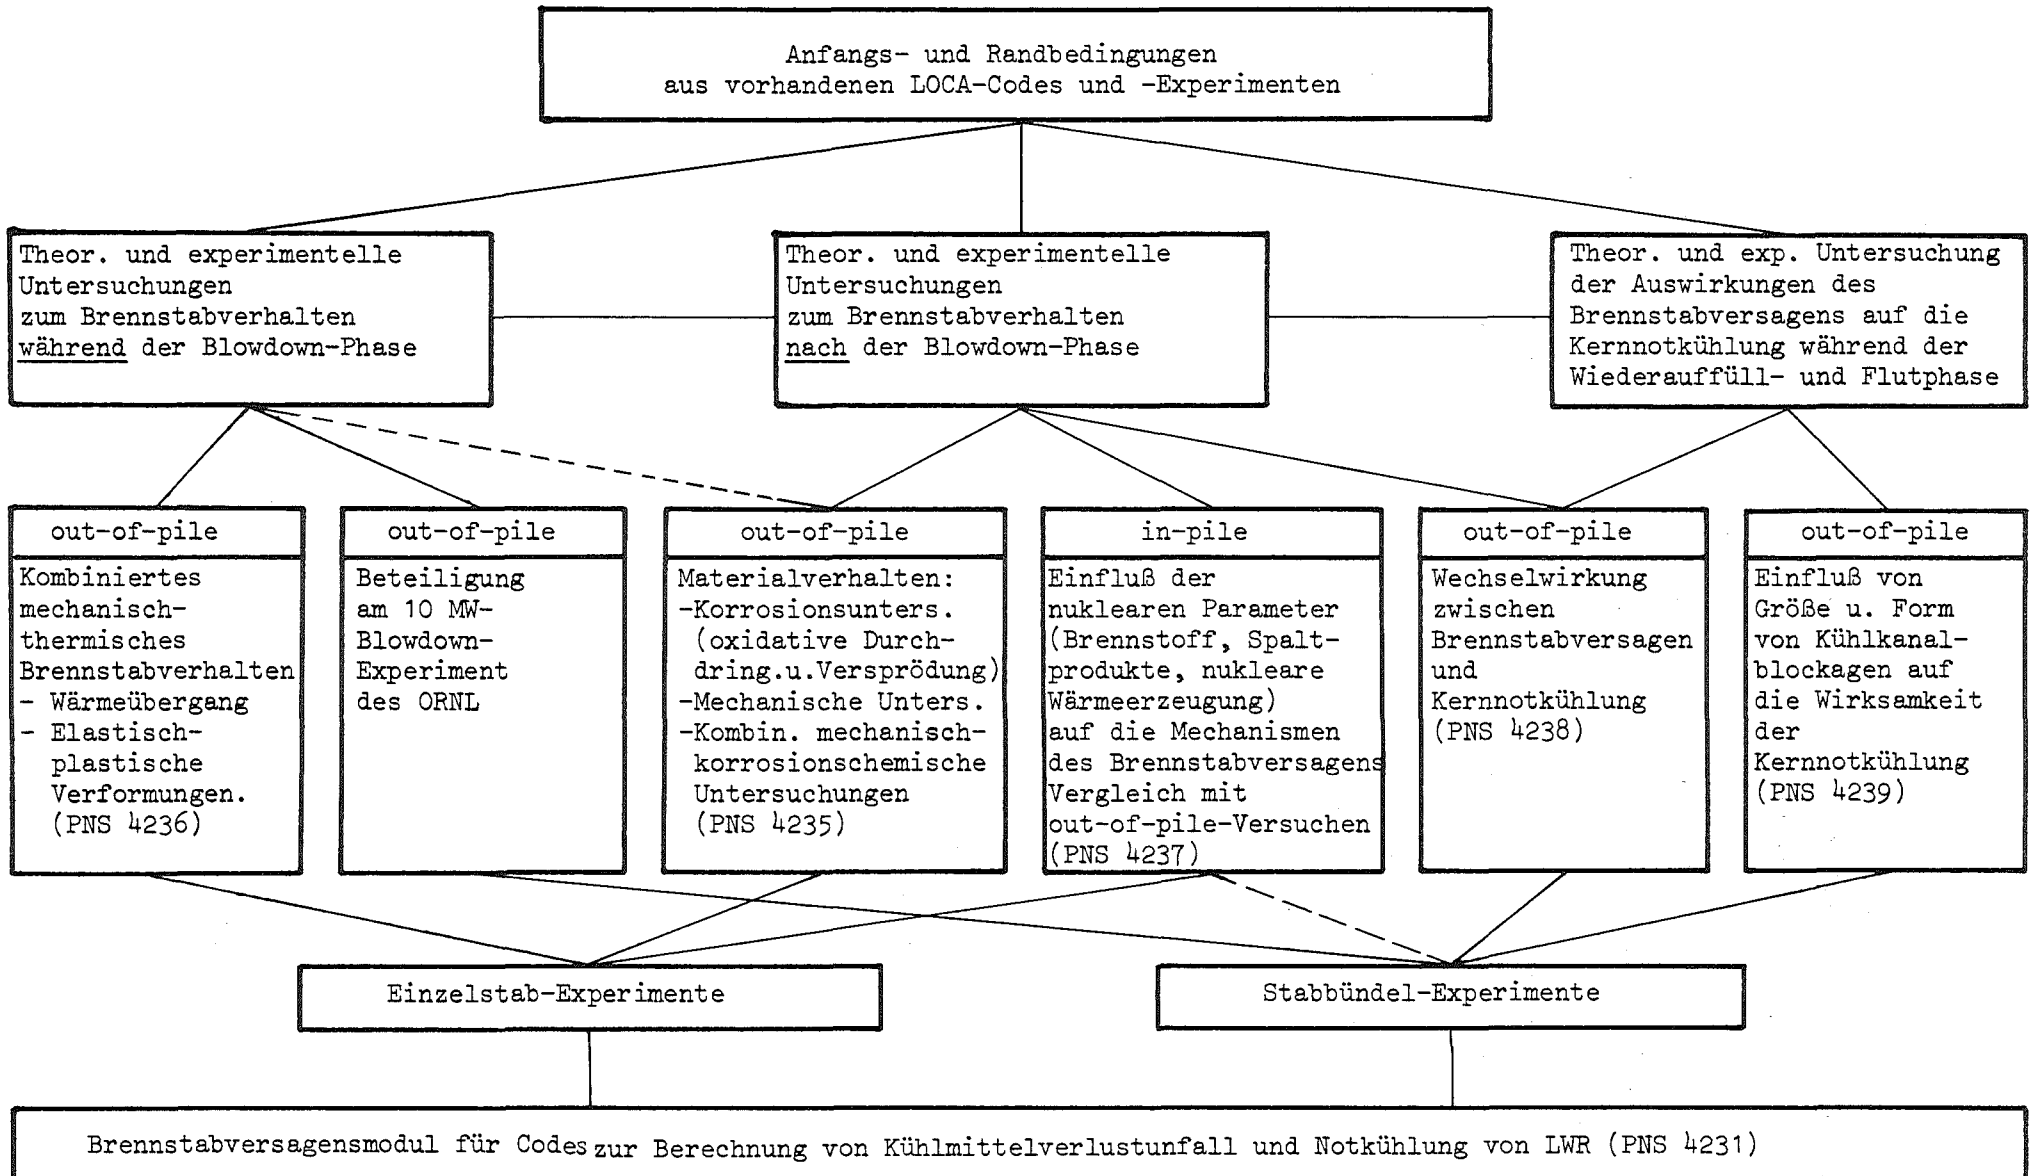 Anfangs- und Randbedingungen
aus vorhandenen LOCA-Codes und -Experimenten
Theor. und experimentelle
Untersuchungen
zum Brennstabverhalten
während der Blowdown-Phase
Theor. und experimentelle
Untersuchungen
zum Brennstabverhalten
nach der Blowdown-Phase
Theor. und exp. Untersuchung
der Auswirkungen des
Brennstabversagens auf die
Kernnotkühlung während der
Wiederauffüll- und Flutphase
out-of-pile
Kombiniertes
mechanisch-
thermisches
Brennstabverhalten
- Wärmeübergang
- Elastisch-
plastische
Verformungen.
(PNS 4236)
out-of-pile
Beteiligung
am 10 MW-
Blowdown-
Experiment
des ORNL
out-of-pile
Materialverhalten:
-Korrosionsunters.
(oxidative Durch-
dring.u.Versprödung)
-Mechanische Unters.
-Kombin. mechanisch-
korrosionschemische
Untersuchungen
(PNS 4235)
in-pile
Einfluß der
nuklearen Parameter
(Brennstoff, Spalt-
produkte, nukleare
Wärmeerzeugung)
auf die Mechanismen
des Brennstabversagens
Vergleich mit
out-of-pile-Versuchen
(PNS 4237)
out-of-pile
Wechselwirkung
zwischen
Brennstabversagen
und
Kernnotkühlung
(PNS 4238)
out-of-pile
Einfluß von
Größe u. Form
von Kühlkanal-
blockagen auf
die Wirksamkeit
der
Kernnotkühlung
(PNS 4239)
Einzelstab-Experimente
Stabbündel-Experimente
Brennstabversagensmodul für Codes zur Berechnung von Kühlmittelverlustunfall und Notkühlung von LWR (PNS 4231)